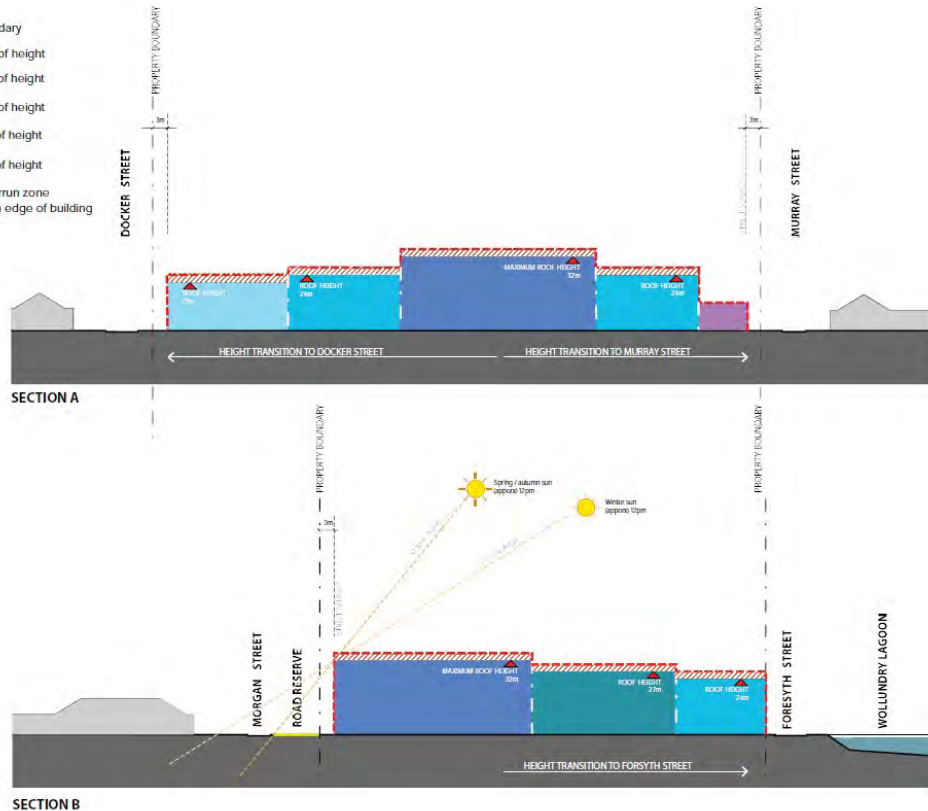 dary
of height
of height
of height
of height
of height
rrun zone
edge of building
PROPERTY BOUNDARY
PROPERTY BOUNDARY
3m
3m
DOCKER STREET
MURRAY STREET
ROOF HEIGHT
ROOF HEIGHT
24m
MAXIMUM ROOF HEIGHT
32m
ROOF HEIGHT
24m
HEIGHT TRANSITION TO DOCKER STREET
HEIGHT TRANSITION TO MURRAY STREET
SECTION A
PROPERTY BOUNDARY
PROPERTY BOUNDARY
Spring / autumn sun
(approx) 12pm
Winter sun
(approx) 12pm
3m
MORGAN STREET
ROAD RESERVE
MAXIMUM ROOF HEIGHT
32m
ROOF HEIGHT
27m
ROOF HEIGHT
24m
FORESYTH STREET
WOLLUNDRY LAGOON
HEIGHT TRANSITION TO FORSYTH STREET
SECTION B